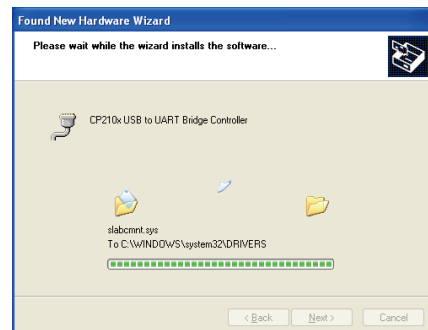 Found New Hardware Wizard
Please wait while the wizard installs the software...
CP210x USB to UART Bridge Controller
slabcmnt.sys
To C:\WINDOWS\system32\DRIVERS
< Back Next > Cancel